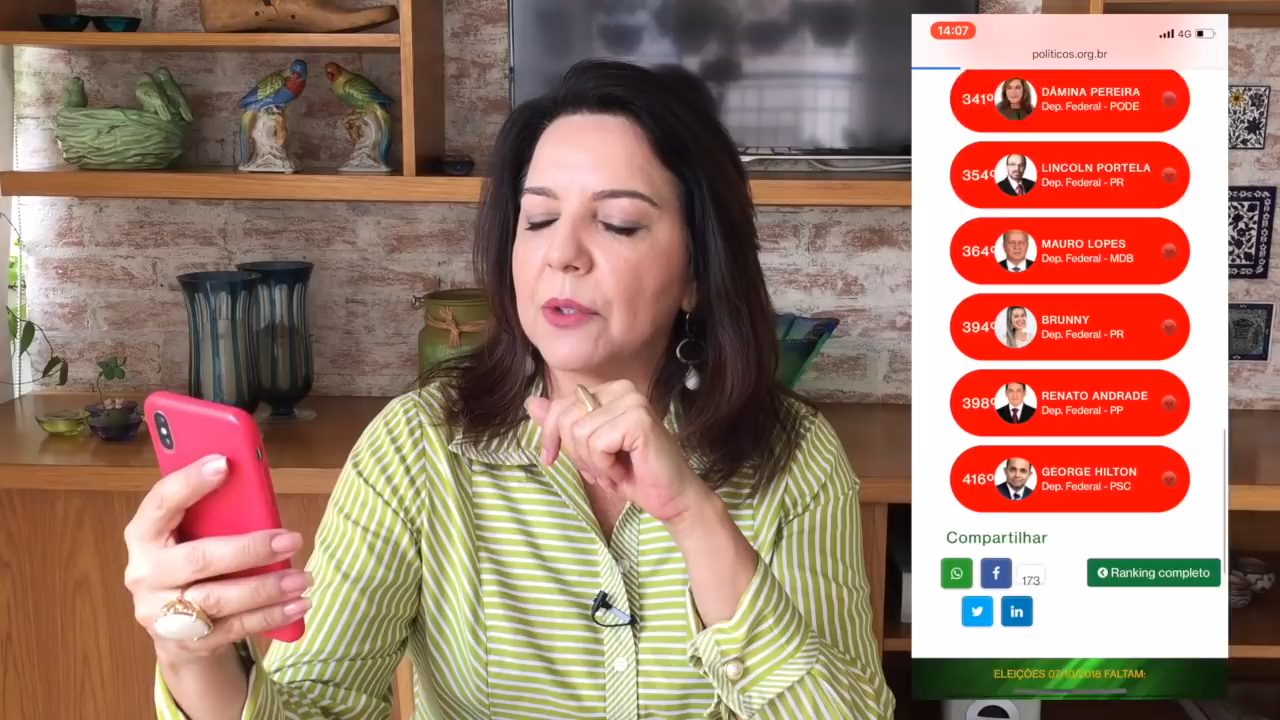 14:07
4G
politicos.org.br
341º
DÂMINA PEREIRA
Dep. Federal - PODE
354º
LINCOLN PORTELA
Dep. Federal - PR
364º
MAURO LOPES
Dep. Federal - MDB
394º
BRUNNY
Dep. Federal - PR
398º
RENATO ANDRADE
Dep. Federal - PP
416º
GEORGE HILTON
Dep. Federal - PSC
Compartilhar
173
Ranking completo
ELEIÇÕES 07/10/2018 FALTAM: